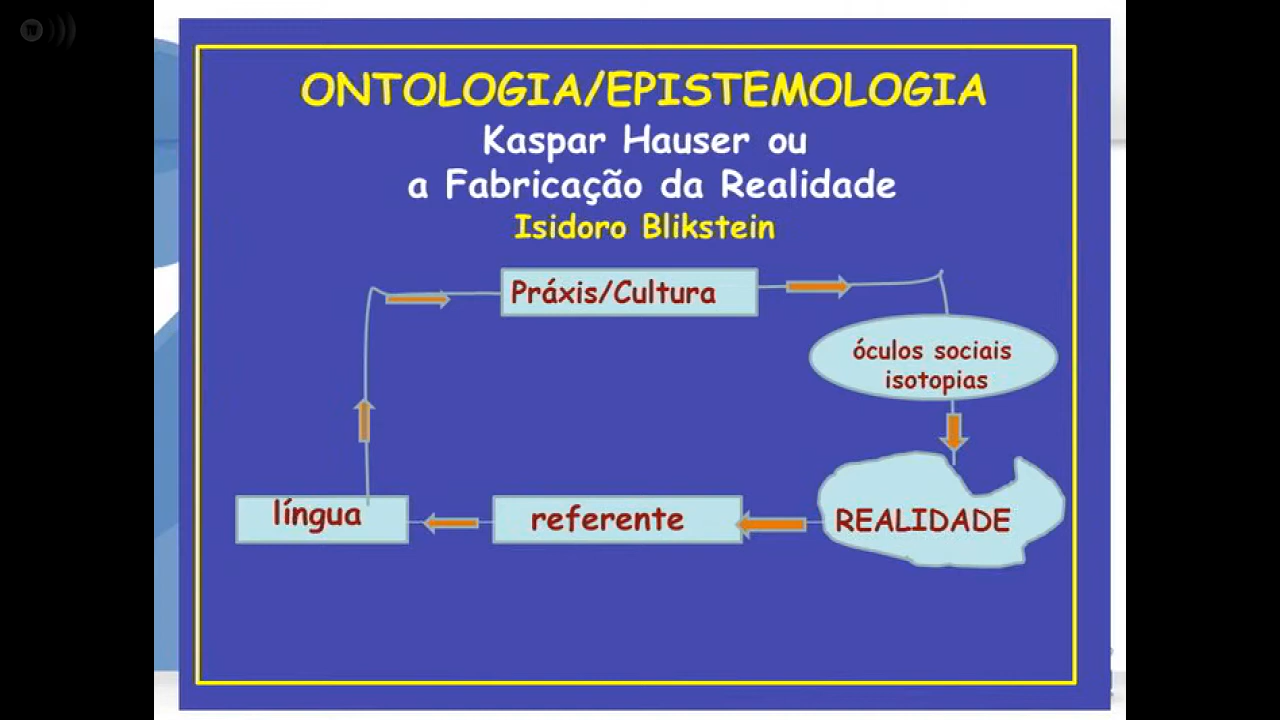 ONTOLOGIA/EPISTEMOLOGIA
Kaspar Hauser ou
a Fabricação da Realidade
Isidoro Blikstein
Práxis/Cultura
óculos sociais
isotopias
REALIDADE
referente
língua